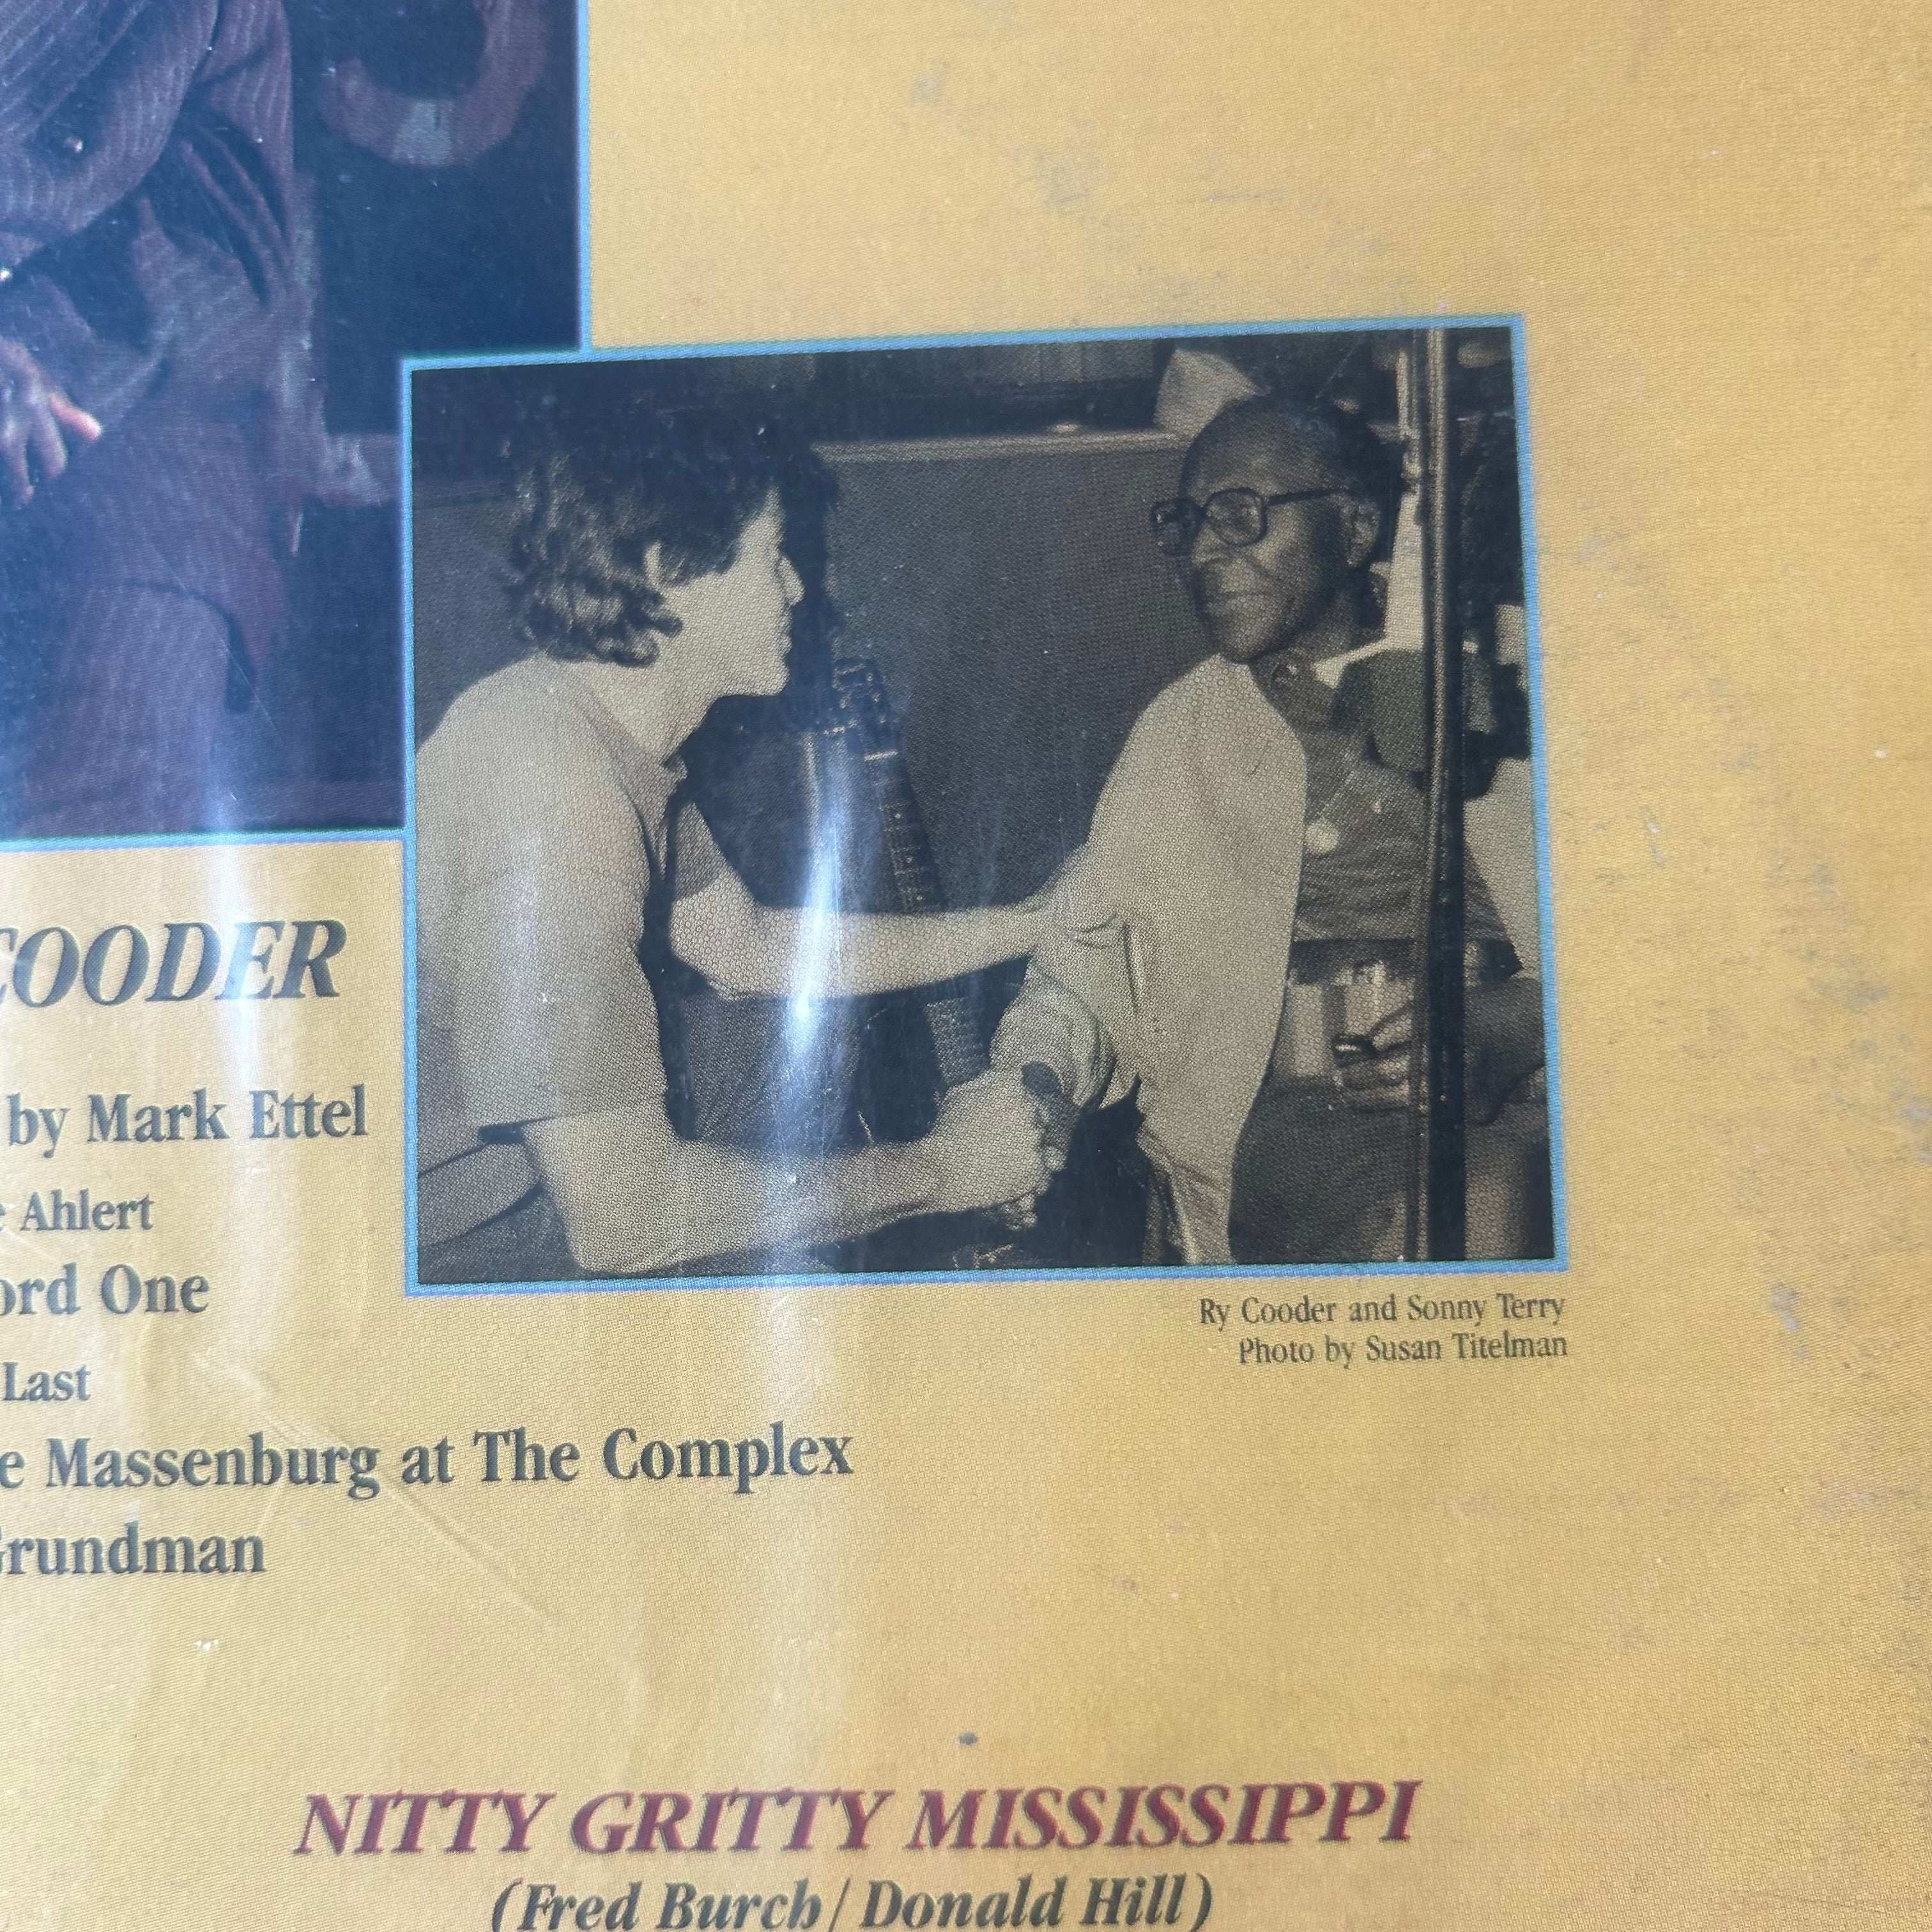 COODER
by Mark Ettel
Ahlert
One
Last
Massenburg at The Complex
Grundman
Ry Cooder and Sonny Terry
Photo by Susan Titelman
NITTY GRITTY MISSISSIPPI
(Fred Burch/Donald Hill)